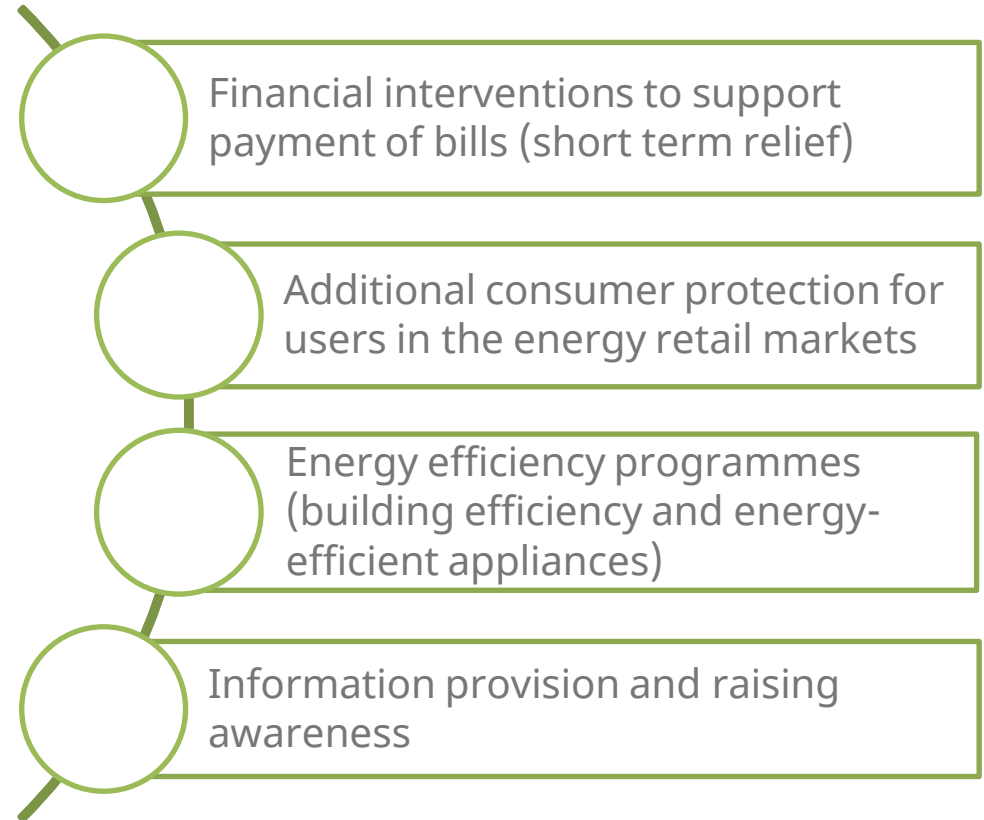 Financial interventions to support
payment of bills (short term relief)
Additional consumer protection for
users in the energy retail markets
Energy efficiency programmes
(building efficiency and energy-
efficient appliances)
Information provision and raising
awareness